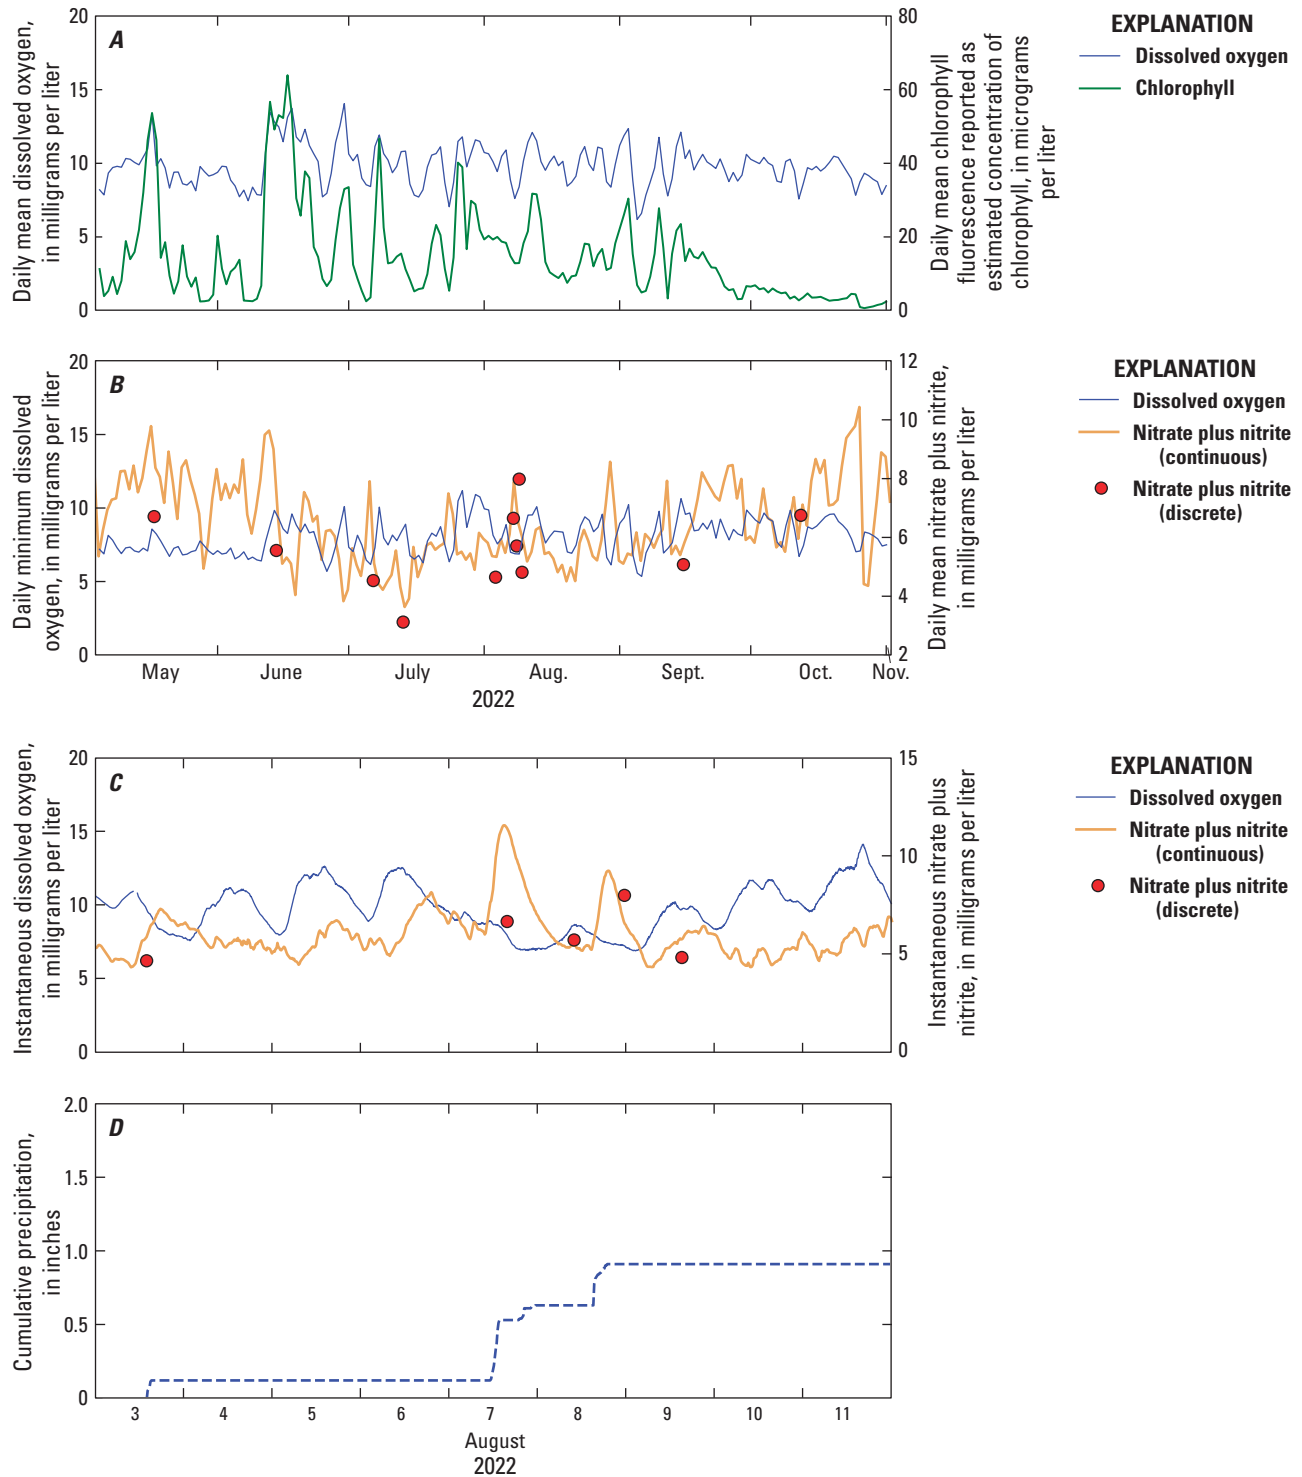 A
Daily mean dissolved oxygen,
in milligrams per liter
20
15
10
5
0
80
60
40
20
0
Daily mean chlorophyll
fluorescence reported as
estimated concentration of
chlorophyll, in micrograms
per liter
EXPLANATION
Dissolved oxygen
Chlorophyll
B
Daily minimum dissolved
oxygen, in milligrams per liter
20
15
10
5
0
12
10
8
6
4
2
Daily mean nitrate plus nitrite,
in milligrams per liter
EXPLANATION
Dissolved oxygen
Nitrate plus nitrite
(continuous)
Nitrate plus nitrite
(discrete)
May June July Aug. Sept. Oct. Nov.
2022
C
Instantaneous dissolved oxygen,
in milligrams per liter
20
15
10
5
0
15
10
5
0
Instantaneous nitrate plus
nitrite, in milligrams per liter
EXPLANATION
Dissolved oxygen
Nitrate plus nitrite
(continuous)
Nitrate plus nitrite
(discrete)
D
Cumulative precipitation,
in inches
2.0
1.5
1.0
0.5
0
3 4 5 6 7 8 9 10 11
August
2022